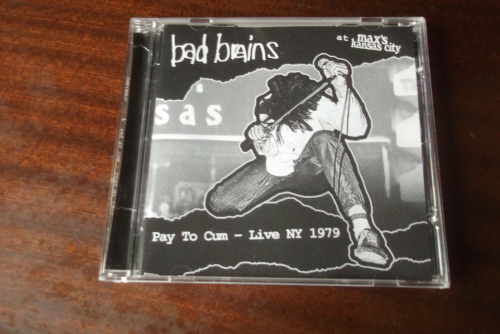 bad brains
at max's
kansas city
sas
Pay To Cum - Live NY 1979